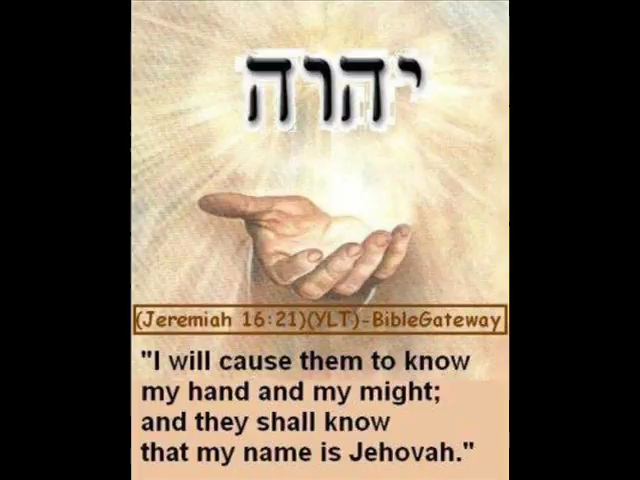 יהוה
(Jeremiah 16:21)(YLT)-BibleGateway
"I will cause them to know
my hand and my might;
and they shall know
that my name is Jehovah."